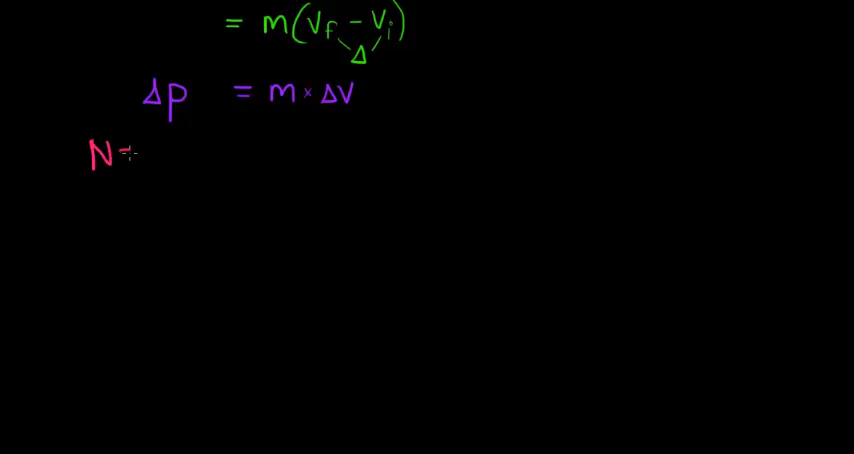 = m(Vf - Vi)
Δ
Δp = m × ΔV
N=